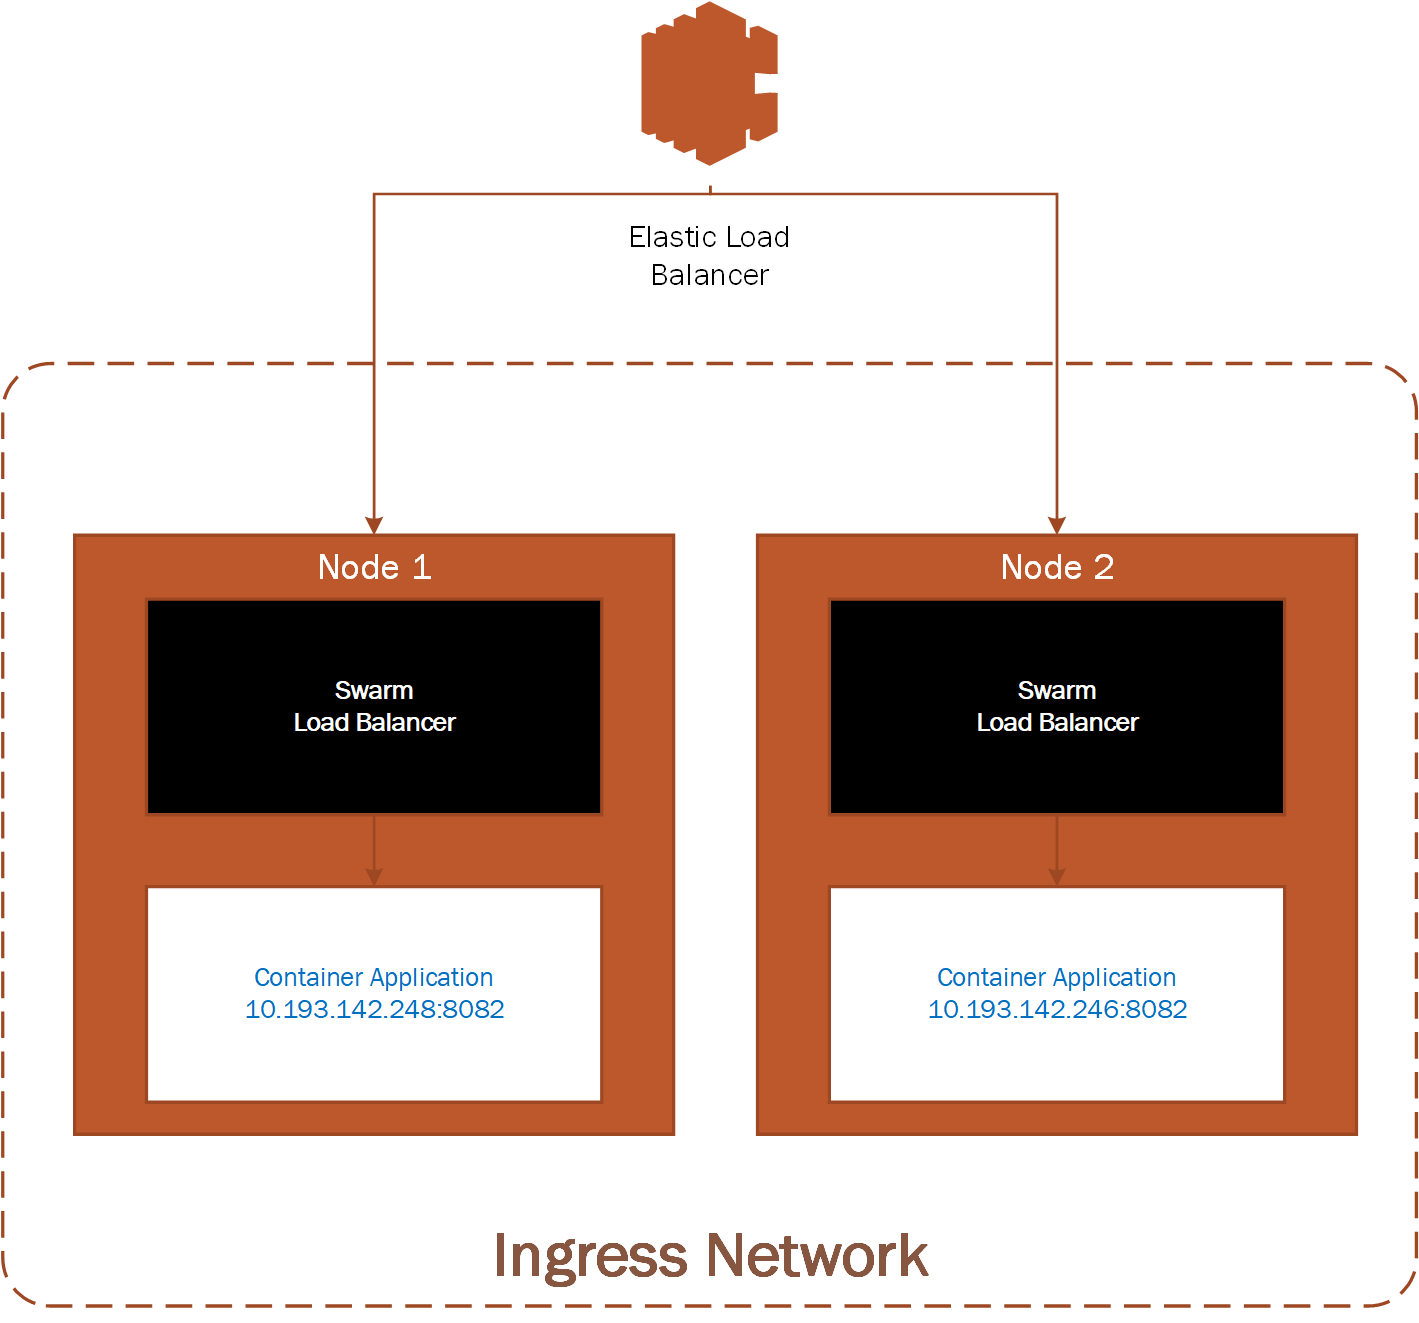 Elastic Load
Balancer
Node 1
Swarm
Load Balancer
Container Application
10.193.142.248:8082
Node 2
Swarm
Load Balancer
Container Application
10.193.142.246:8082
Ingress Network